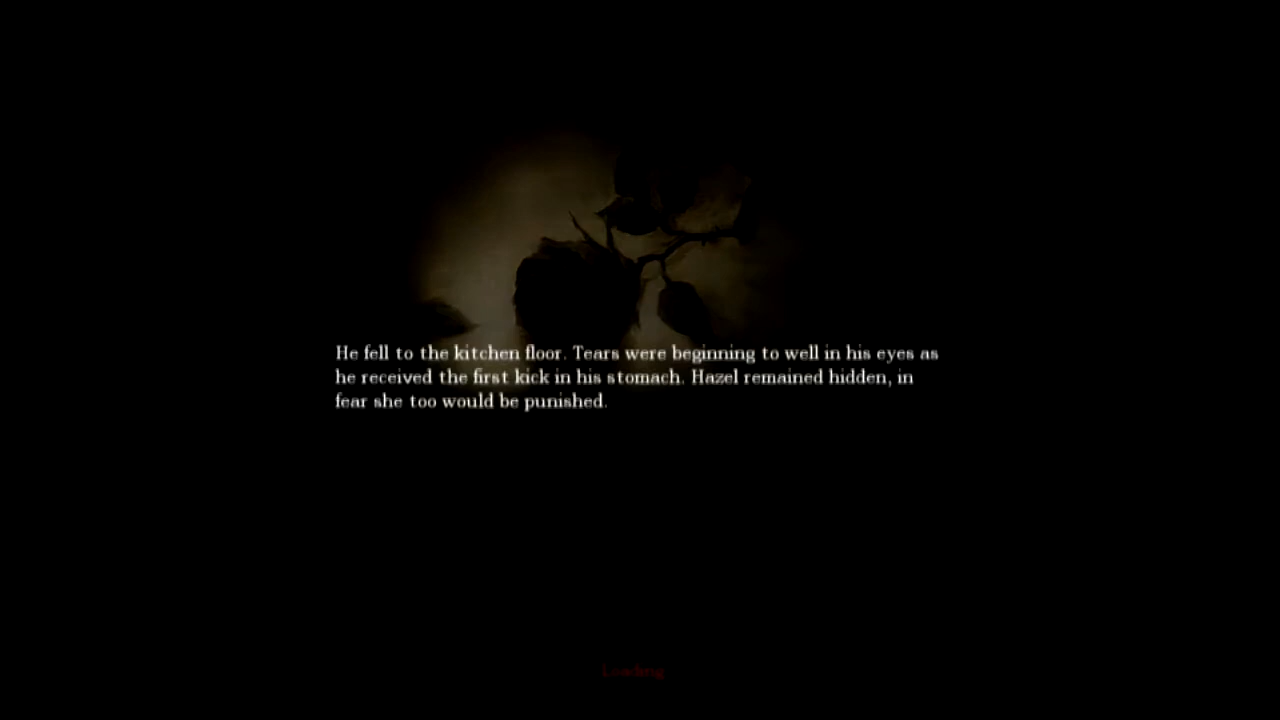 He fell to the kitchen floor. Tears were beginning to well in his eyes as
he received the first kick in his stomach. Hazel remained hidden, in
fear she too would be punished.
Loading